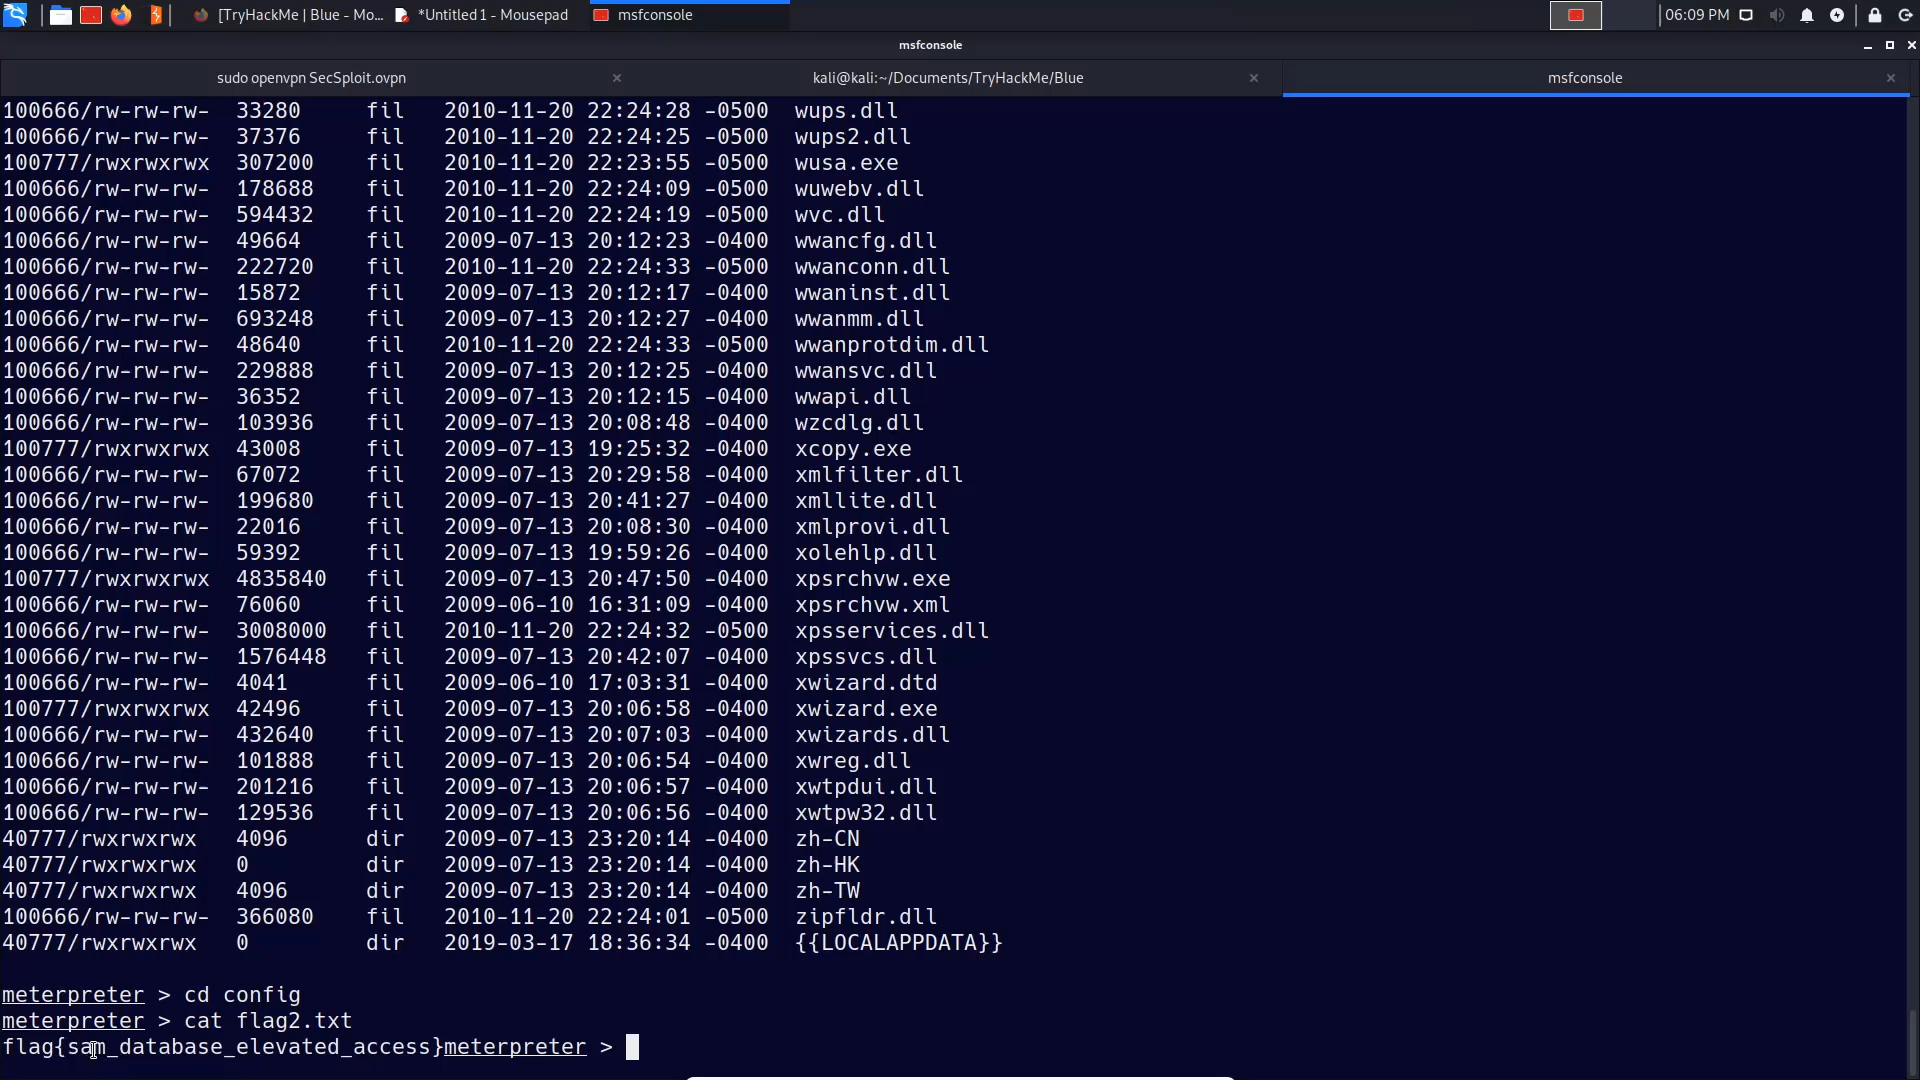 [TryHackMe | Blue - Mo... *Untitled 1 - Mousepad msfconsole 06:09 PM
msfconsole
sudo openvpn SecSploit.ovpn kali@kali:~/Documents/TryHackMe/Blue msfconsole
100666/rw-rw-rw- 33280 fil 2010-11-20 22:24:28 -0500 wups.dll
100666/rw-rw-rw- 37376 fil 2010-11-20 22:24:25 -0500 wups2.dll
100777/rwxrwxrwx 307200 fil 2010-11-20 22:23:55 -0500 wusa.exe
100666/rw-rw-rw- 178688 fil 2010-11-20 22:24:09 -0500 wuwebv.dll
100666/rw-rw-rw- 594432 fil 2010-11-20 22:24:19 -0500 wvc.dll
100666/rw-rw-rw- 49664 fil 2009-07-13 20:12:23 -0400 wwancfg.dll
100666/rw-rw-rw- 222720 fil 2010-11-20 22:24:33 -0500 wwanconn.dll
100666/rw-rw-rw- 15872 fil 2009-07-13 20:12:17 -0400 wwaninst.dll
100666/rw-rw-rw- 693248 fil 2009-07-13 20:12:27 -0400 wwanmm.dll
100666/rw-rw-rw- 48640 fil 2010-11-20 22:24:33 -0500 wwanprotdim.dll
100666/rw-rw-rw- 229888 fil 2009-07-13 20:12:25 -0400 wwansvc.dll
100666/rw-rw-rw- 36352 fil 2009-07-13 20:12:15 -0400 wwapi.dll
100666/rw-rw-rw- 103936 fil 2009-07-13 20:08:48 -0400 wzcdlg.dll
100777/rwxrwxrwx 43008 fil 2009-07-13 19:25:32 -0400 xcopy.exe
100666/rw-rw-rw- 67072 fil 2009-07-13 20:29:58 -0400 xmlfilter.dll
100666/rw-rw-rw- 199680 fil 2009-07-13 20:41:27 -0400 xmllite.dll
100666/rw-rw-rw- 22016 fil 2009-07-13 20:08:30 -0400 xmlprovi.dll
100666/rw-rw-rw- 59392 fil 2009-07-13 19:59:26 -0400 xolehlp.dll
100777/rwxrwxrwx 4835840 fil 2009-07-13 20:47:50 -0400 xpsrchvw.exe
100666/rw-rw-rw- 76060 fil 2009-06-10 16:31:09 -0400 xpsrchvw.xml
100666/rw-rw-rw- 3008000 fil 2010-11-20 22:24:32 -0500 xpsservices.dll
100666/rw-rw-rw- 1576448 fil 2009-07-13 20:42:07 -0400 xpssvcs.dll
100666/rw-rw-rw- 4041 fil 2009-06-10 17:03:31 -0400 xwizard.dtd
100777/rwxrwxrwx 42496 fil 2009-07-13 20:06:58 -0400 xwizard.exe
100666/rw-rw-rw- 432640 fil 2009-07-13 20:07:03 -0400 xwizards.dll
100666/rw-rw-rw- 101888 fil 2009-07-13 20:06:54 -0400 xwreg.dll
100666/rw-rw-rw- 201216 fil 2009-07-13 20:06:57 -0400 xwtpdui.dll
100666/rw-rw-rw- 129536 fil 2009-07-13 20:06:56 -0400 xwtpw32.dll
40777/rwxrwxrwx 4096 dir 2009-07-13 23:20:14 -0400 zh-CN
40777/rwxrwxrwx 0 dir 2009-07-13 23:20:14 -0400 zh-HK
40777/rwxrwxrwx 4096 dir 2009-07-13 23:20:14 -0400 zh-TW
100666/rw-rw-rw- 366080 fil 2010-11-20 22:24:01 -0500 zipfldr.dll
40777/rwxrwxrwx 0 dir 2019-03-17 18:36:34 -0400 {{LOCALAPPDATA}}
meterpreter > cd config
meterpreter > cat flag2.txt
flag{sam_database_elevated_access}meterpreter >